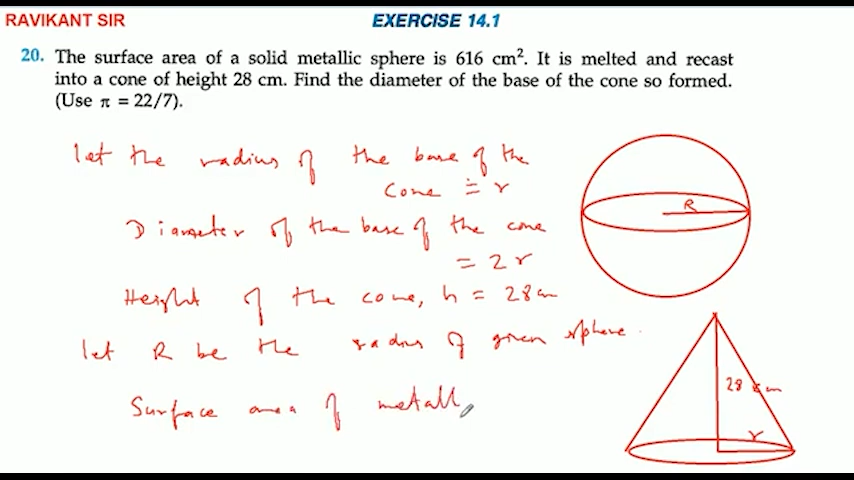 RAVIKANT SIR
EXERCISE 14.1
20. The surface area of a solid metallic sphere is 616 cm². It is melted and recast
into a cone of height 28 cm. Find the diameter of the base of the cone so formed.
(Use π = 22/7).
let the radius of the base of the
cone = r
Diameter of the base of the cone
= 2r
Height of the cone, h = 28 cm
let R be the radius of given sphere.
Surface area of metall
R
28 cm
r